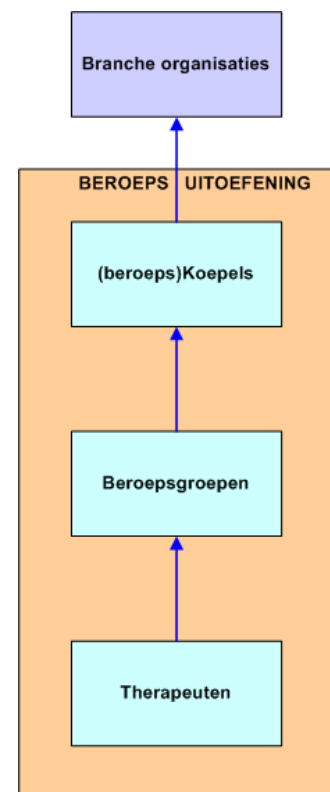 Branche organisaties
BEROEPS UITOEFENING
(beroeps)Koepels
Beroepsgroepen
Therapeuten